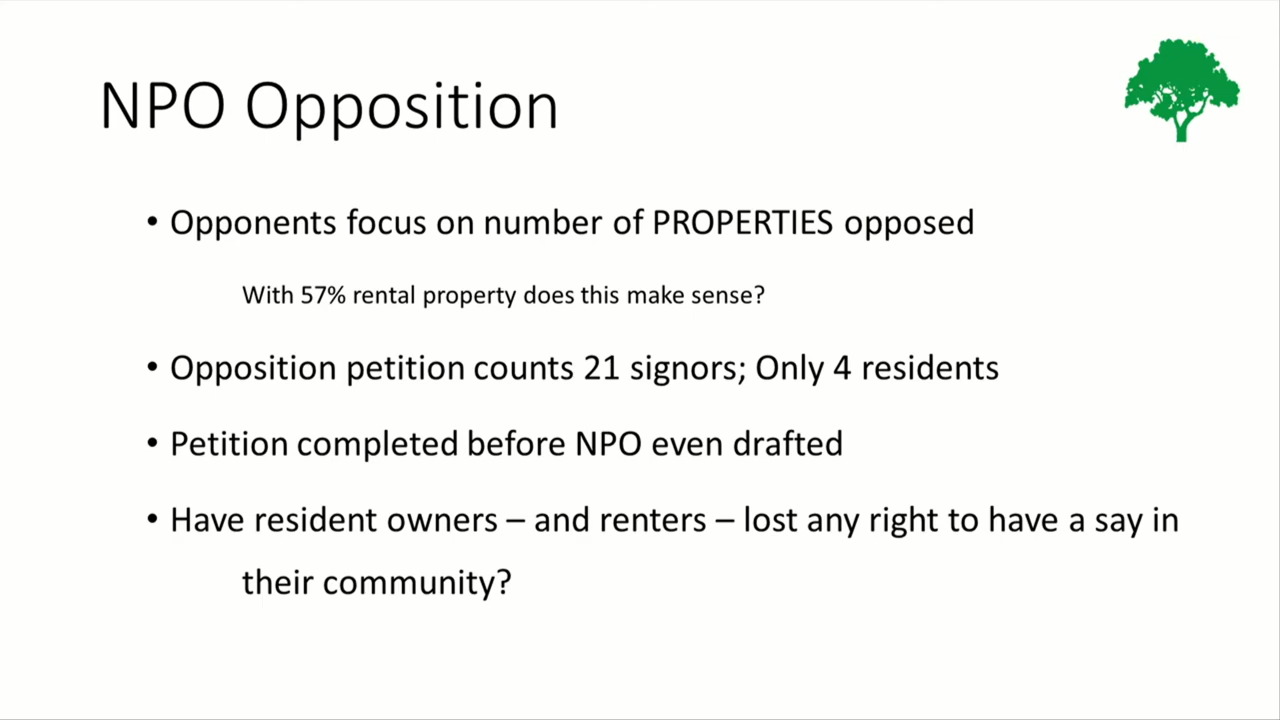 NPO Opposition
• Opponents focus on number of PROPERTIES opposed
With 57% rental property does this make sense?
• Opposition petition counts 21 signors; Only 4 residents
• Petition completed before NPO even drafted
• Have resident owners – and renters – lost any right to have a say in
their community?